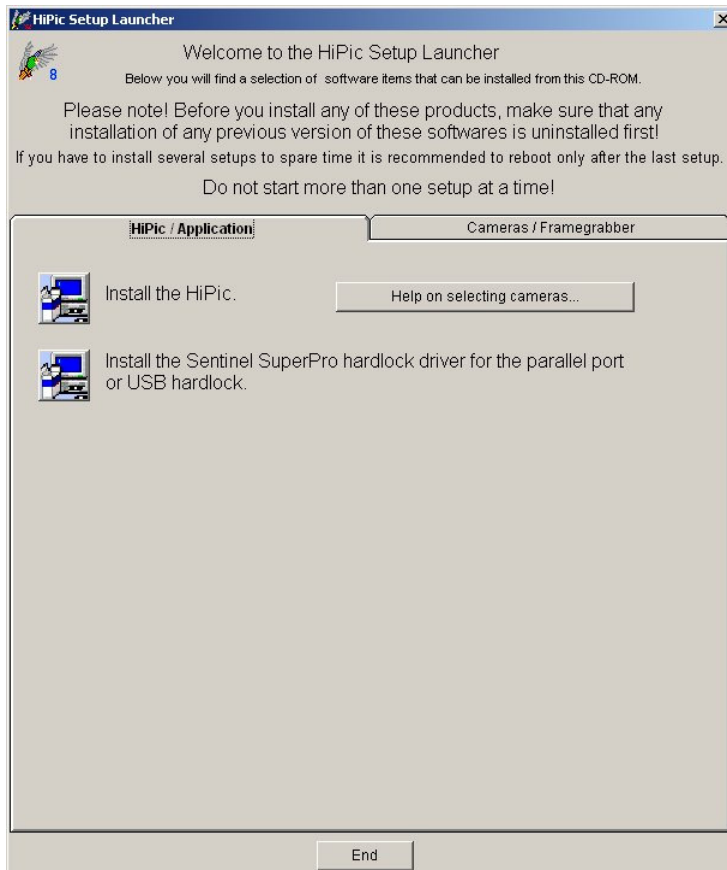 HiPic Setup Launcher
8
Welcome to the HiPic Setup Launcher
Below you will find a selection of software items that can be installed from this CD-ROM.
Please note! Before you install any of these products, make sure that any
installation of any previous version of these softwares is uninstalled first!
If you have to install several setups to spare time it is recommended to reboot only after the last setup.
Do not start more than one setup at a time!
HiPic / Application
Cameras / Framegrabber
Install the HiPic.
Help on selecting cameras...
Install the Sentinel SuperPro hardlock driver for the parallel port
or USB hardlock.
End